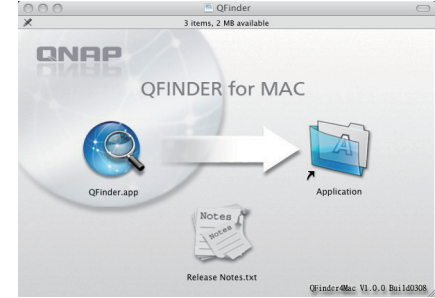 QFinder
3 items, 2 MB available
QNAP
QFINDER for MAC
A
QFinder.app
Application
Notes
Notes
Release Notes.txt
QFinder4Mac V1.0.0 Build0308